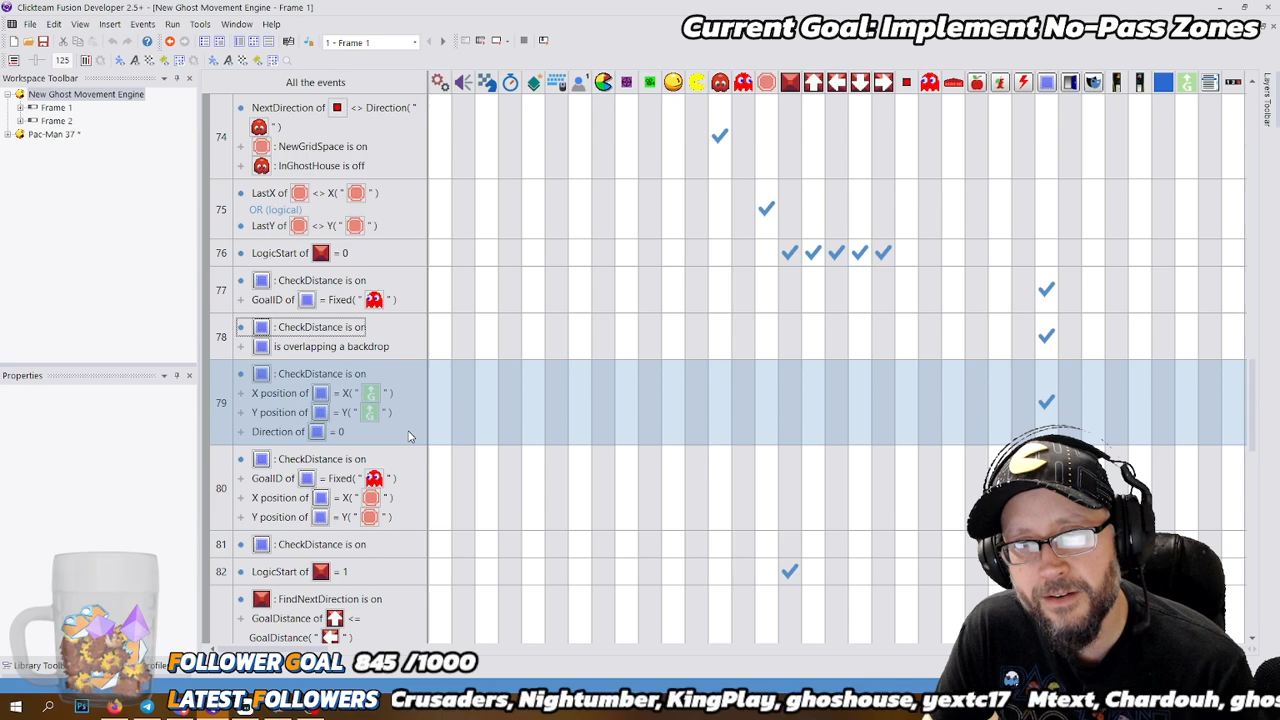 Clickteam Fusion Developer 2.5+ - [New Ghost Movement Engine - Frame 1]
Current Goal: Implement No-Pass Zones
File Edit View Insert Events Run Tools Window Help
1 - Frame 1
123
Workspace Toolbar
New Ghost Movement Engine
Frame 1
Frame 2
Pac-Man 37 *
Properties
Layers Toolbar
All the events
NextDirection of <> Direction("
")
74
: NewGridSpace is on
: InGhostHouse is off
LastX of <> X(" ")
75
OR (logical)
LastY of <> Y(" ")
76
LogicStart of = 0
77
: CheckDistance is on
GoalID of = Fixed(" ")
78
: CheckDistance is on
is overlapping a backdrop
: CheckDistance is on
X position of = X(" ")
79
Y position of = Y(" ")
Direction of = 0
: CheckDistance is on
80
GoalID of = Fixed(" ")
X position of = X(" ")
Y position of = Y(" ")
81
: CheckDistance is on
82
LogicStart of = 1
: FindNextDirection is on
GoalDistance of <=
GoalDistance(" ")
Library Toolb
Follower Goal 845 /1000
Latest Followers Crusaders, Nightumber, KingPlay, ghoshouse, yextc17 Mtext, Chardouh, ghos